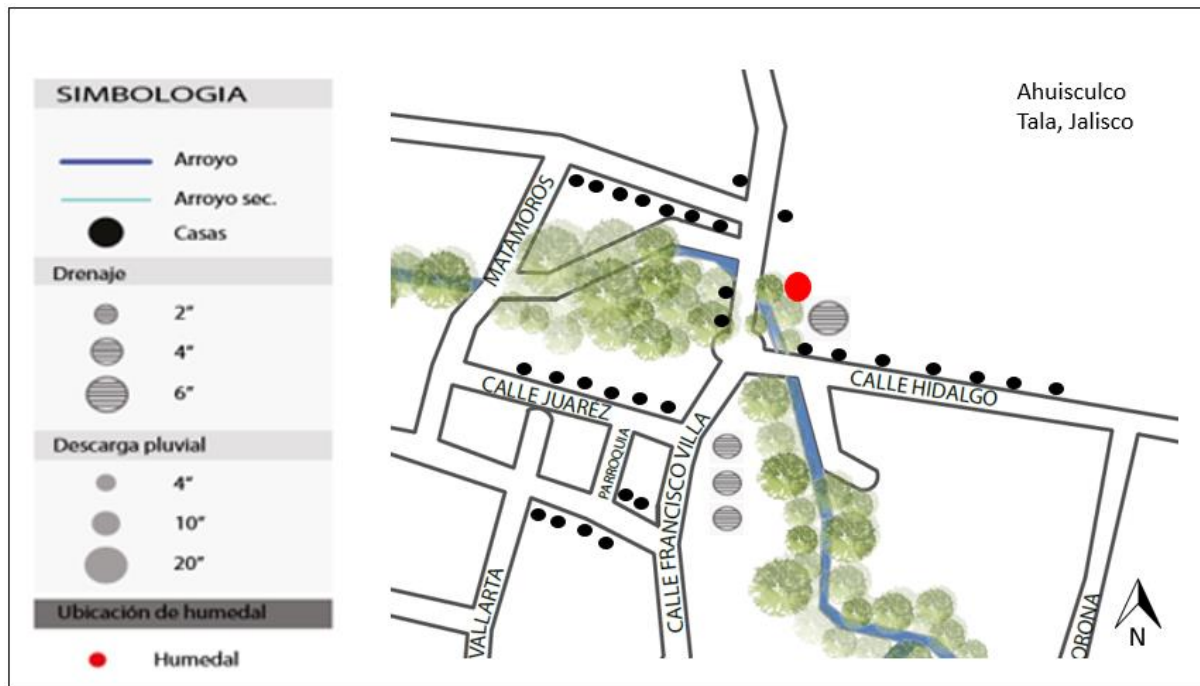 SIMBOLOGIA
Arroyo
Arroyo sec.
Casas
Drenaje
2"
4"
6"
Descarga pluvial
4"
10"
20"
Ubicación de humedal
Humedal
Ahuisculco
Tala, Jalisco
MATAMOROS
CALLE JUAREZ
CALLE HIDALGO
PARROQUIA
CALLE FRANCISCO VILLA
VALLARTA
ORONA
N